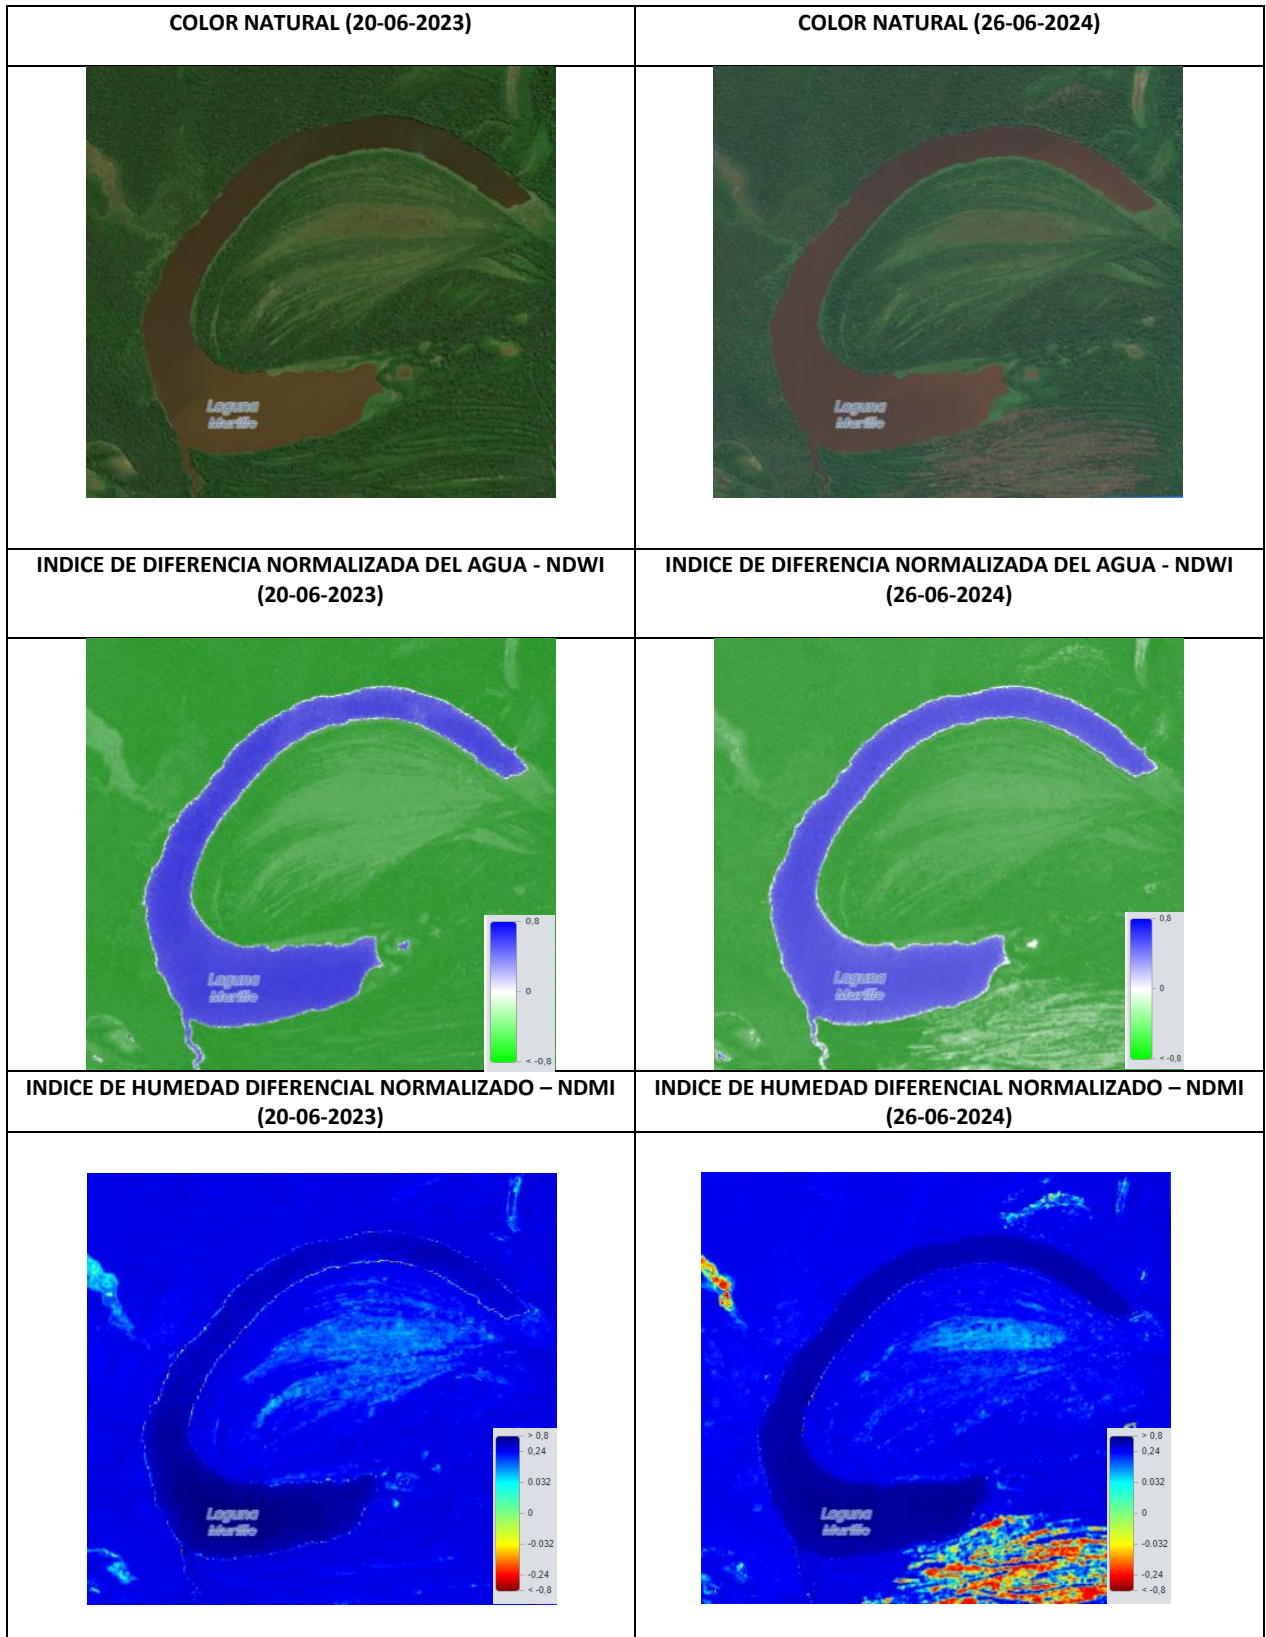 COLOR NATURAL (20-06-2023)
COLOR NATURAL (26-06-2024)
Laguna
Murillo
Laguna
Murillo
INDICE DE DIFERENCIA NORMALIZADA DEL AGUA - NDWI
(20-06-2023)
INDICE DE DIFERENCIA NORMALIZADA DEL AGUA - NDWI
(26-06-2024)
Laguna
Murillo
0,8
0
< -0,8
Laguna
Murillo
0,8
0
< -0,8
INDICE DE HUMEDAD DIFERENCIAL NORMALIZADO – NDMI
(20-06-2023)
INDICE DE HUMEDAD DIFERENCIAL NORMALIZADO – NDMI
(26-06-2024)
Laguna
Murillo
> 0,8
0,24
0.032
0
-0.032
-0,24
< -0,8
Laguna
Murillo
> 0,8
0,24
0.032
0
-0.032
-0,24
< -0,8